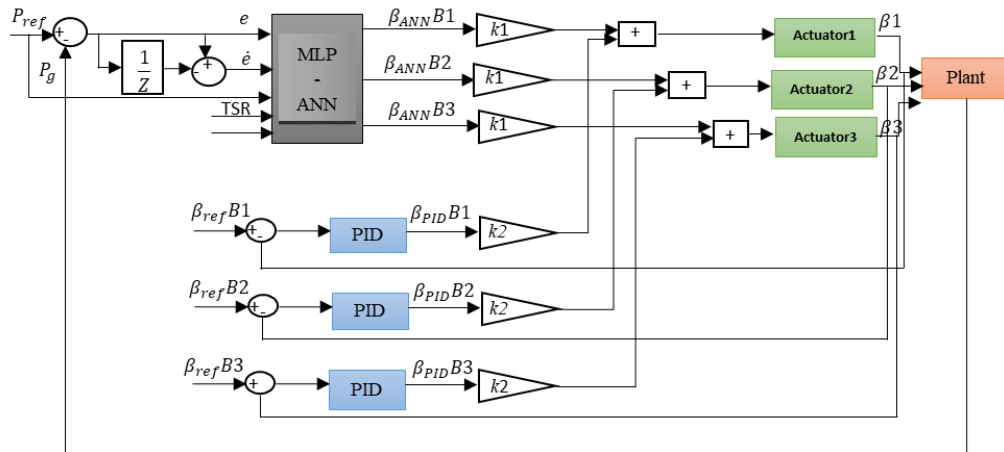 P_ref + - e β_ANN B1 k1 + Actuator1 β1
P_g 1/Z - + ė MLP - ANN β_ANN B2 k1 + Actuator2 β2 Plant
TSR β_ANN B3 k1 + Actuator3 β3
β_ref B1 + - PID β_PID B1 k2
β_ref B2 + - PID β_PID B2 k2
β_ref B3 + PID β_PID B3 k2